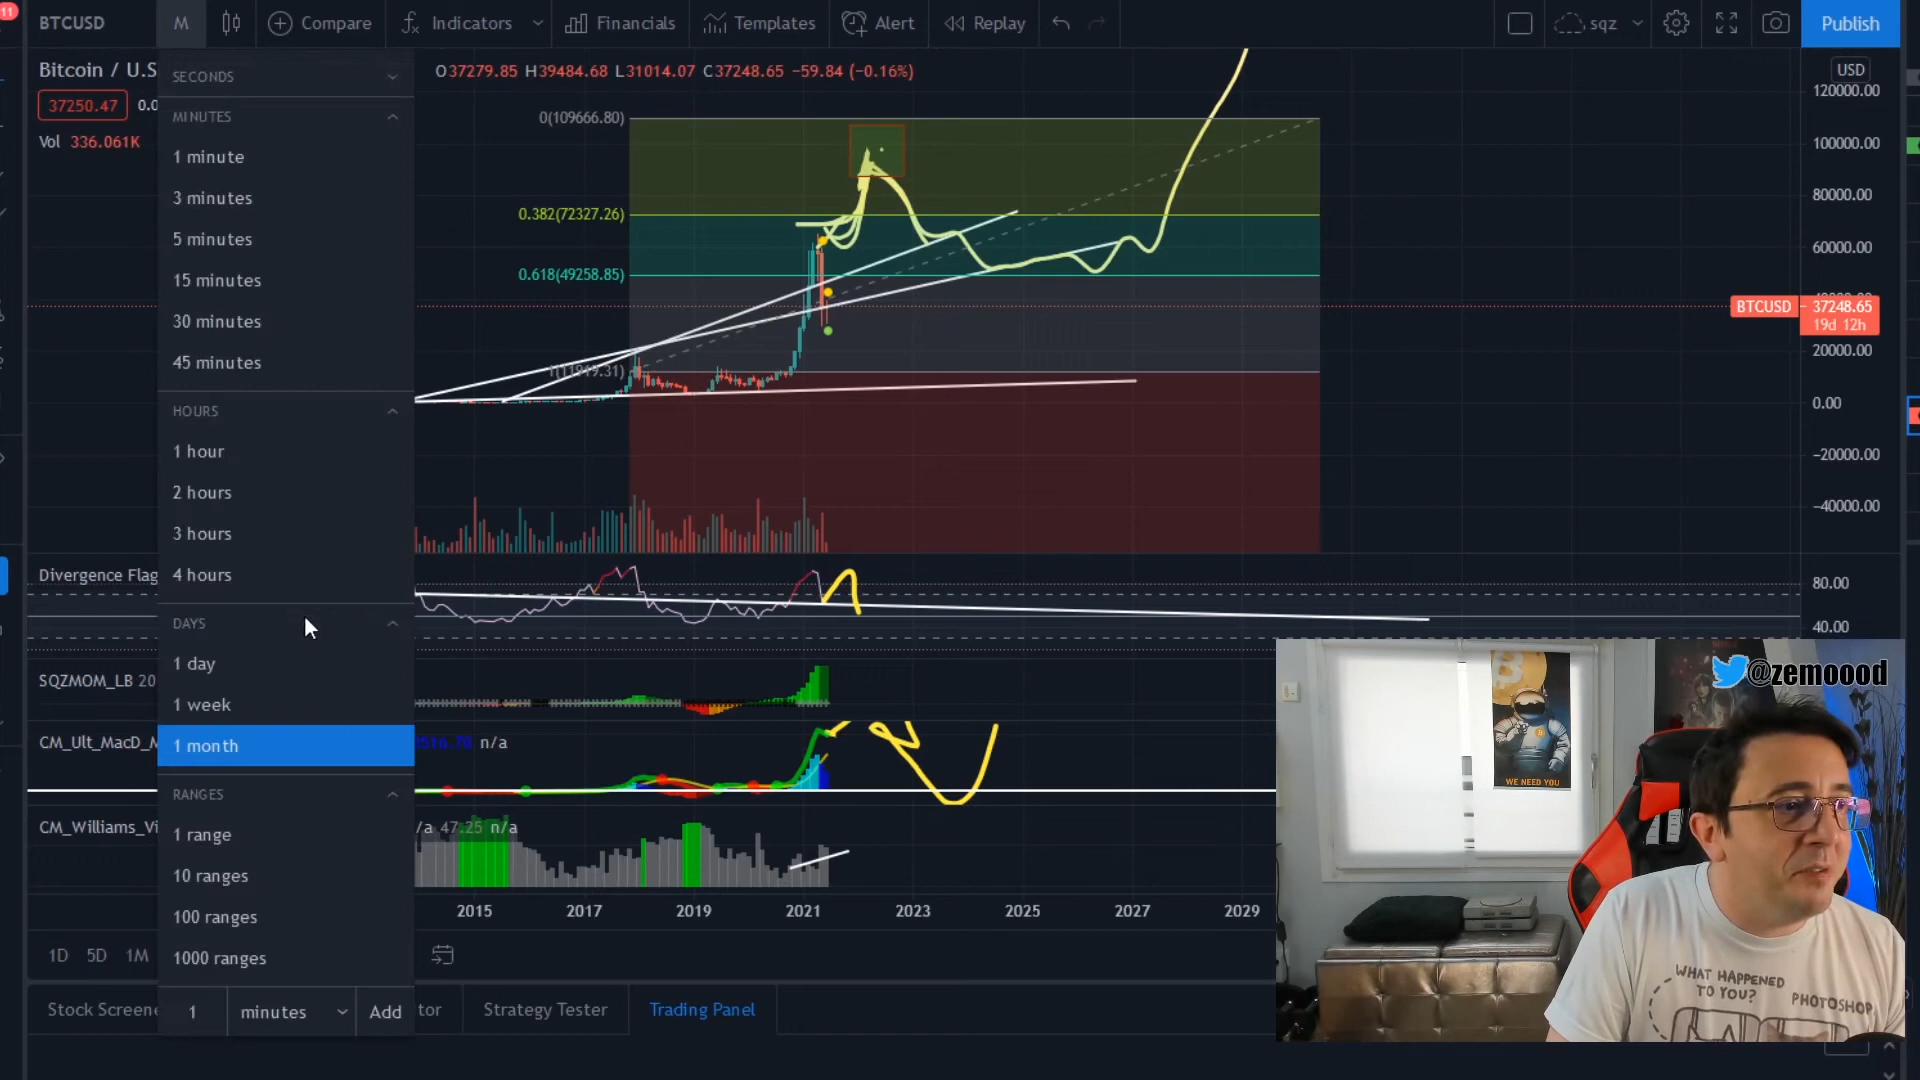 11
BTCUSD
M
Compare
Indicators
Financials
Templates
Alert
Replay
sqz
Publish
Bitcoin / U.S
O37279.85 H39484.68 L31014.07 C37248.65 −59.84 (−0.16%)
USD
37250.47 0.0
Vol 336.061K
SECONDS
MINUTES
1 minute
3 minutes
5 minutes
15 minutes
30 minutes
45 minutes
HOURS
1 hour
2 hours
3 hours
4 hours
DAYS
1 day
1 week
1 month
RANGES
1 range
10 ranges
100 ranges
1000 ranges
1 minutes Add
0(109666.80)
0.382(72327.26)
0.618(49258.85)
120000.00
100000.00
80000.00
60000.00
BTCUSD 37248.65
19d 12h
20000.00
0.00
−20000.00
−40000.00
Divergence Flag
80.00
40.00
SQZMOM_LB 20
CM_Ult_MacD_M
n/a
CM_Williams_Vi
/a 47.25 n/a
2015 2017 2019 2021 2023 2025 2027 2029
1D 5D 1M
Stock Screene
tor
Strategy Tester
Trading Panel
@zemoood
WE NEED YOU
WHAT HAPPENED
TO YOU?
PHOTOSHOP